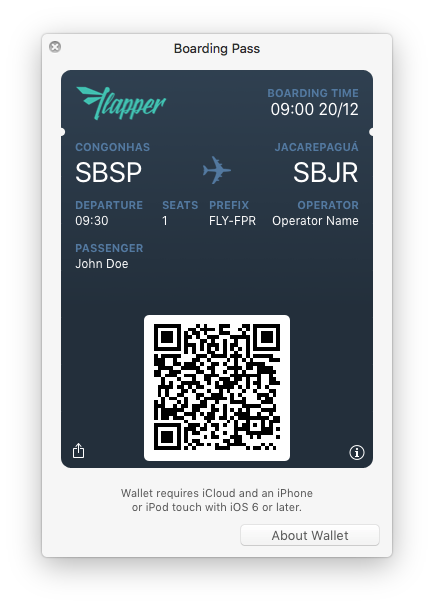 Boarding Pass
flapper
BOARDING TIME
09:00 20/12
CONGONHAS
JACAREPAGUÁ
SBSP
SBJR
DEPARTURE SEATS PREFIX OPERATOR
09:30 1 FLY-FPR Operator Name
PASSENGER
John Doe
Wallet requires iCloud and an iPhone
or iPod touch with iOS 6 or later.
About Wallet